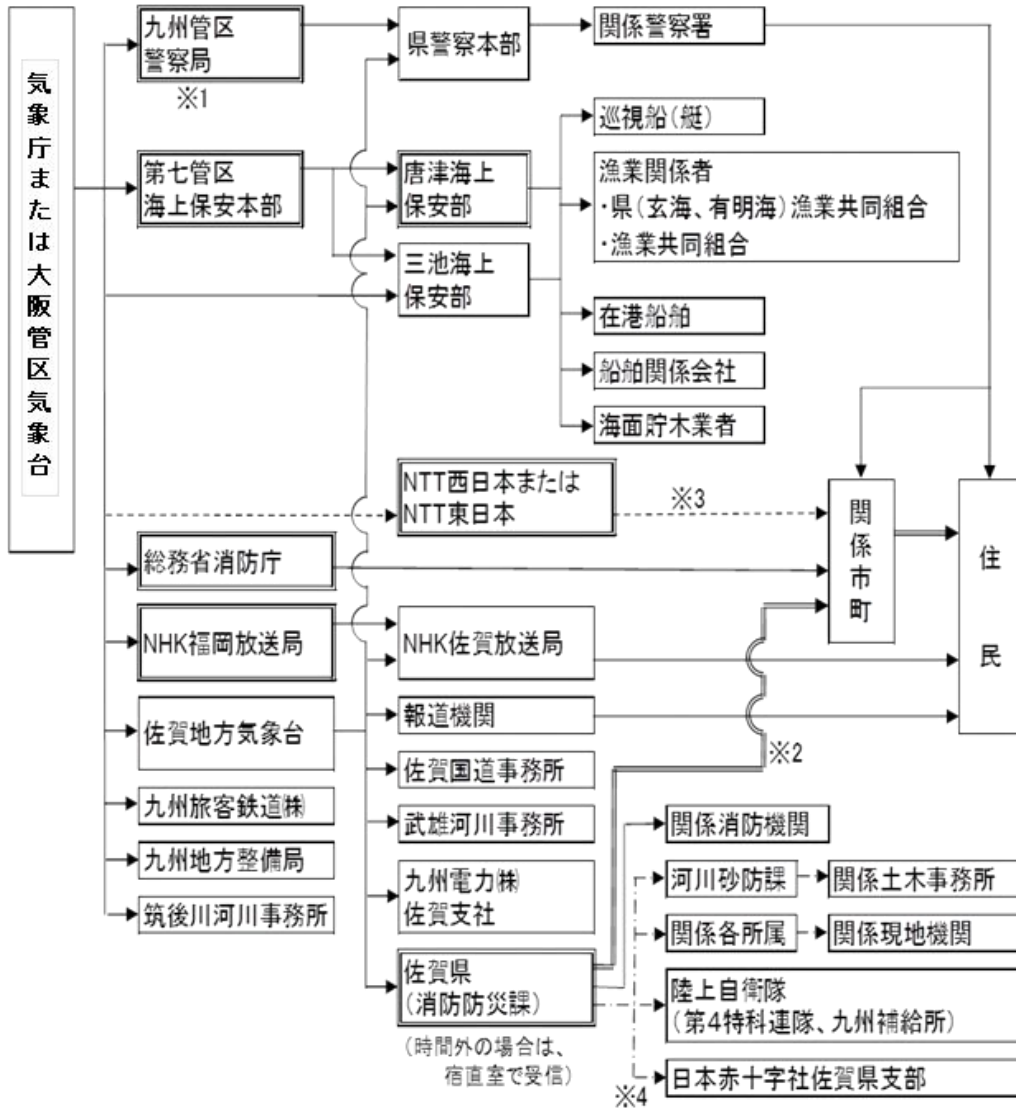 気象庁または大阪管区気象台
九州管区
警察局
※1
県警察本部
関係警察署
第七管区
海上保安本部
唐津海上
保安部
三池海上
保安部
巡視船（艇）
漁業関係者
・県（玄海、有明海）漁業共同組合
・漁業共同組合
在港船舶
船舶関係会社
海面貯木業者
NTT西日本または
NTT東日本
※3
関係市町
住民
総務省消防庁
NHK福岡放送局
NHK佐賀放送局
佐賀地方気象台
報道機関
※2
佐賀国道事務所
九州旅客鉄道㈱
武雄河川事務所
関係消防機関
九州地方整備局
九州電力㈱
佐賀支社
河川砂防課
関係土木事務所
筑後川河川事務所
関係各所属
関係現地機関
佐賀県
（消防防災課）
陸上自衛隊
（第4特科連隊、九州補給所）
（時間外の場合は、
宿直室で受信）
※4
日本赤十字社佐賀県支部